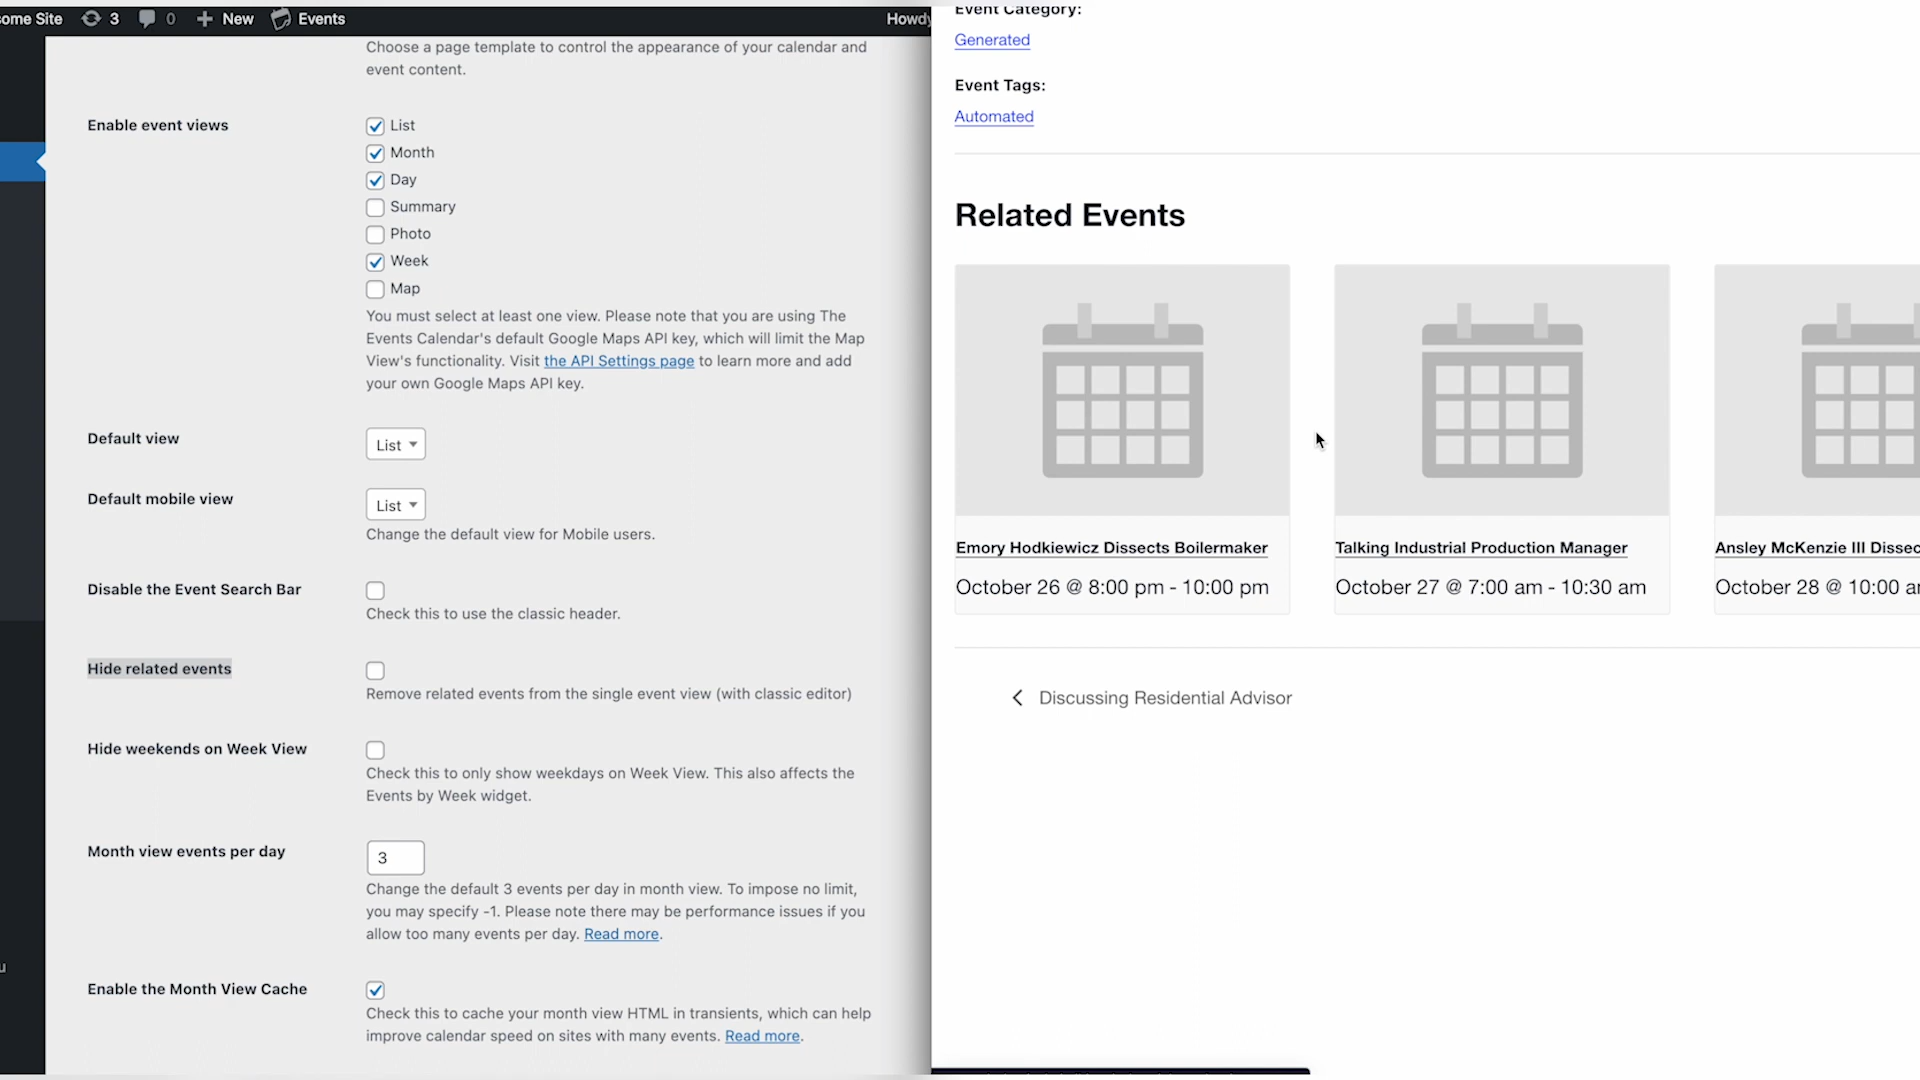 some Site 3 0 New Events Howdy
Choose a page template to control the appearance of your calendar and
event content.
Enable event views
List
Month
Day
Summary
Photo
Week
Map
You must select at least one view. Please note that you are using The
Events Calendar's default Google Maps API key, which will limit the Map
View's functionality. Visit the API Settings page to learn more and add
your own Google Maps API key.
Default view
List
Default mobile view
List
Change the default view for Mobile users.
Disable the Event Search Bar
Check this to use the classic header.
Hide related events
Remove related events from the single event view (with classic editor)
Hide weekends on Week View
Check this to only show weekdays on Week View. This also affects the
Events by Week widget.
Month view events per day
3
Change the default 3 events per day in month view. To impose no limit,
you may specify -1. Please note there may be performance issues if you
allow too many events per day. Read more.
Enable the Month View Cache
Check this to cache your month view HTML in transients, which can help
improve calendar speed on sites with many events. Read more.
u
Event Category:
Generated
Event Tags:
Automated
Related Events
Emory Hodkiewicz Dissects Boilermaker
October 26 @ 8:00 pm - 10:00 pm
Talking Industrial Production Manager
October 27 @ 7:00 am - 10:30 am
Ansley McKenzie III Dissec
October 28 @ 10:00 a
Discussing Residential Advisor